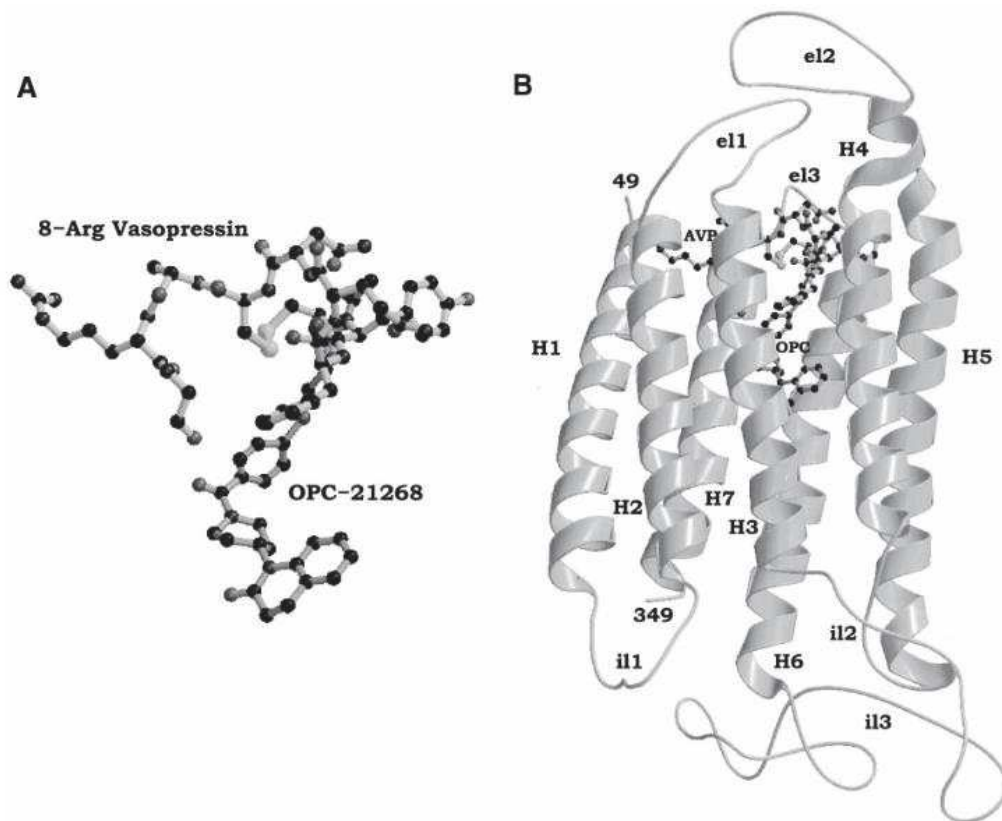 A
8-Arg Vasopressin
OPC-21268
B
el2
el1
H4
el3
49
AVP
H1
OPC
H5
H2
H7
H3
349
il1
il2
H6
il3